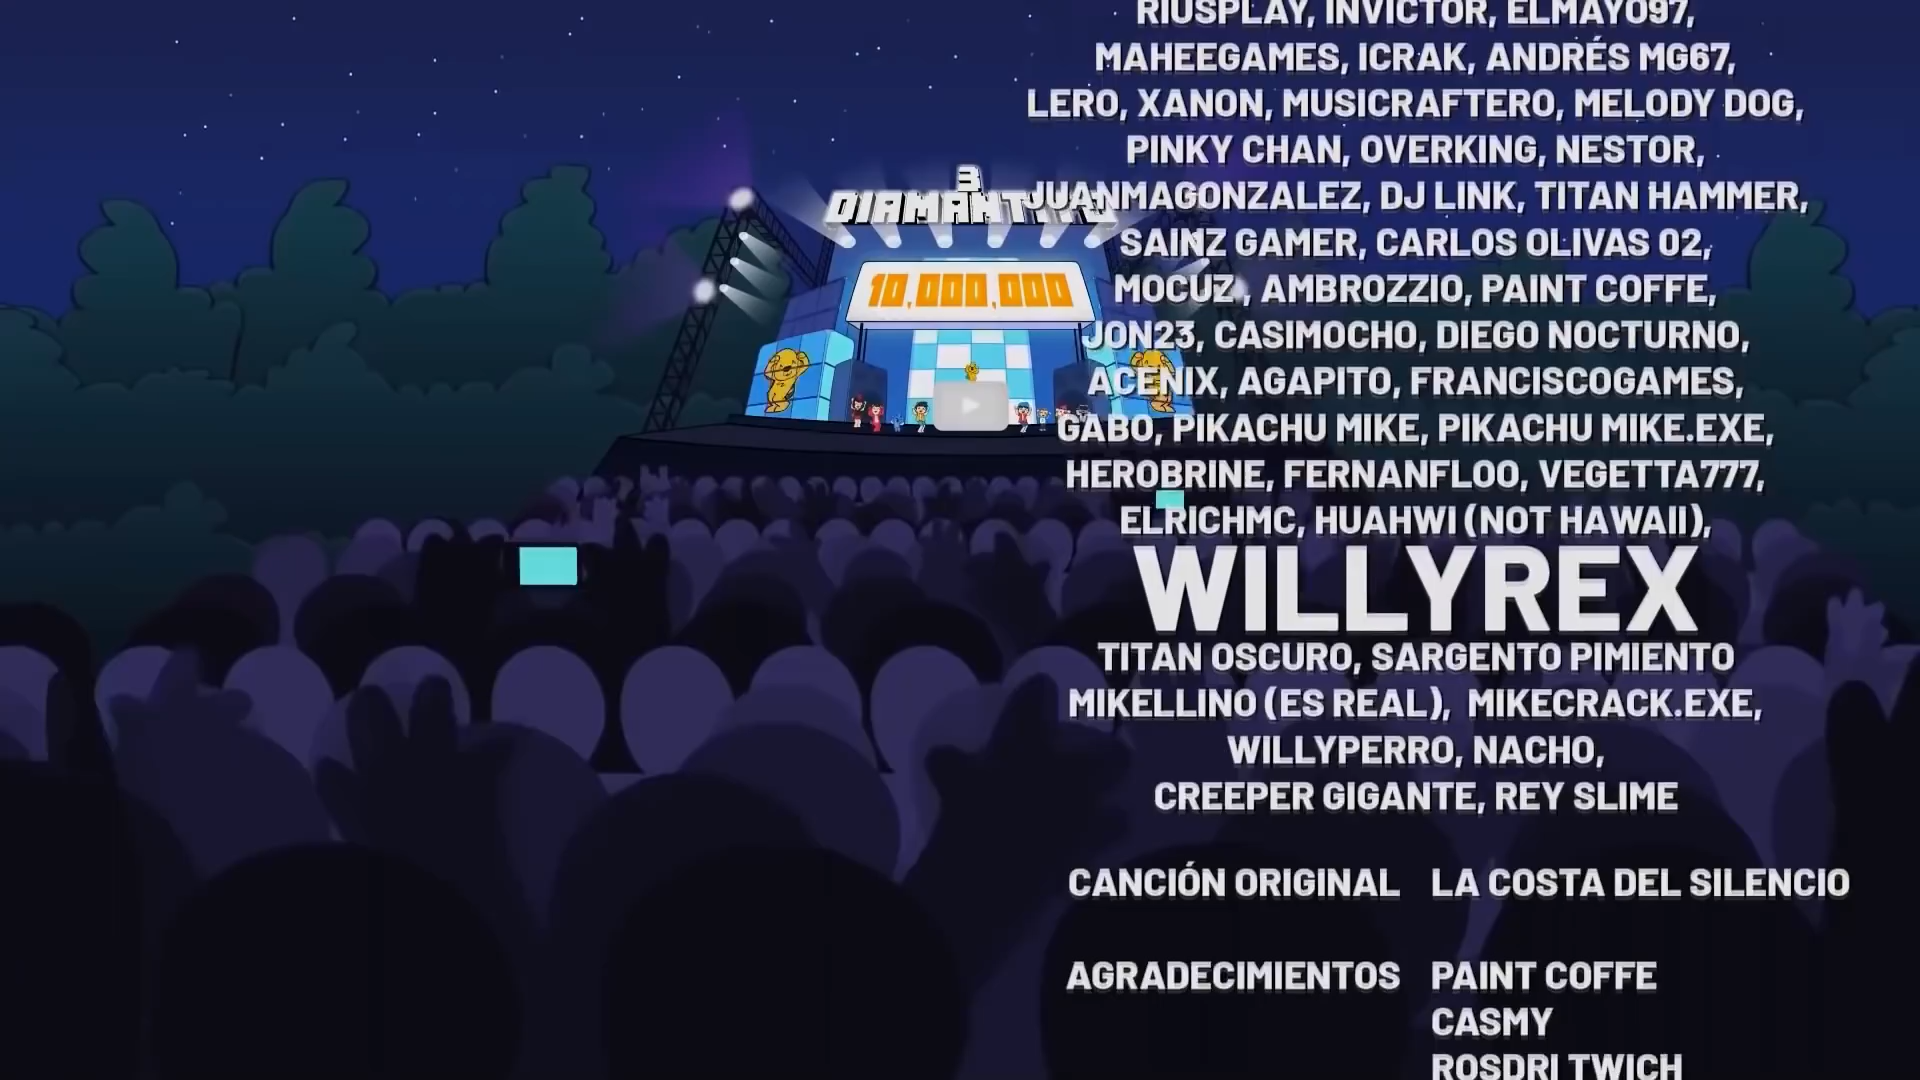 3
DIAMANTITO
10,000,000
RIUSPLAY, INVICTOR, ELMAYO97,
MAHEEGAMES, ICRAK, ANDRÉS MG67,
LERO, XANON, MUSICRAFTERO, MELODY DOG,
PINKY CHAN, OVERKING, NESTOR,
JUANMAGONZALEZ, DJ LINK, TITAN HAMMER,
SAINZ GAMER, CARLOS OLIVAS 02,
MOCUZ , AMBROZZIO, PAINT COFFE,
JON23, CASIMOCHO, DIEGO NOCTURNO,
ACENIX, AGAPITO, FRANCISCOGAMES,
GABO, PIKACHU MIKE, PIKACHU MIKE.EXE,
HEROBRINE, FERNANFLOO, VEGETTA777,
ELRICHMC, HUAHWI (NOT HAWAII),
WILLYREX
TITAN OSCURO, SARGENTO PIMIENTO
MIKELLINO (ES REAL), MIKECRACK.EXE,
WILLYPERRO, NACHO,
CREEPER GIGANTE, REY SLIME
CANCIÓN ORIGINAL LA COSTA DEL SILENCIO
AGRADECIMIENTOS PAINT COFFE
CASMY
ROSDRI TWICH